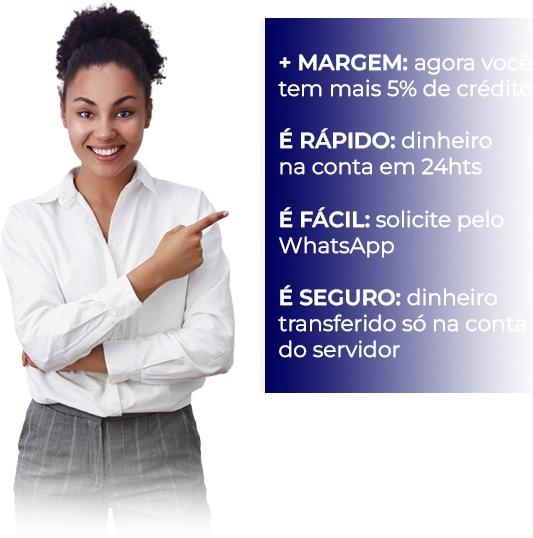 + MARGEM: agora você
tem mais 5% de crédito
É RÁPIDO: dinheiro
na conta em 24hts
É FÁCIL: solicite pelo
WhatsApp
É SEGURO: dinheiro
transferido só na conta
do servidor